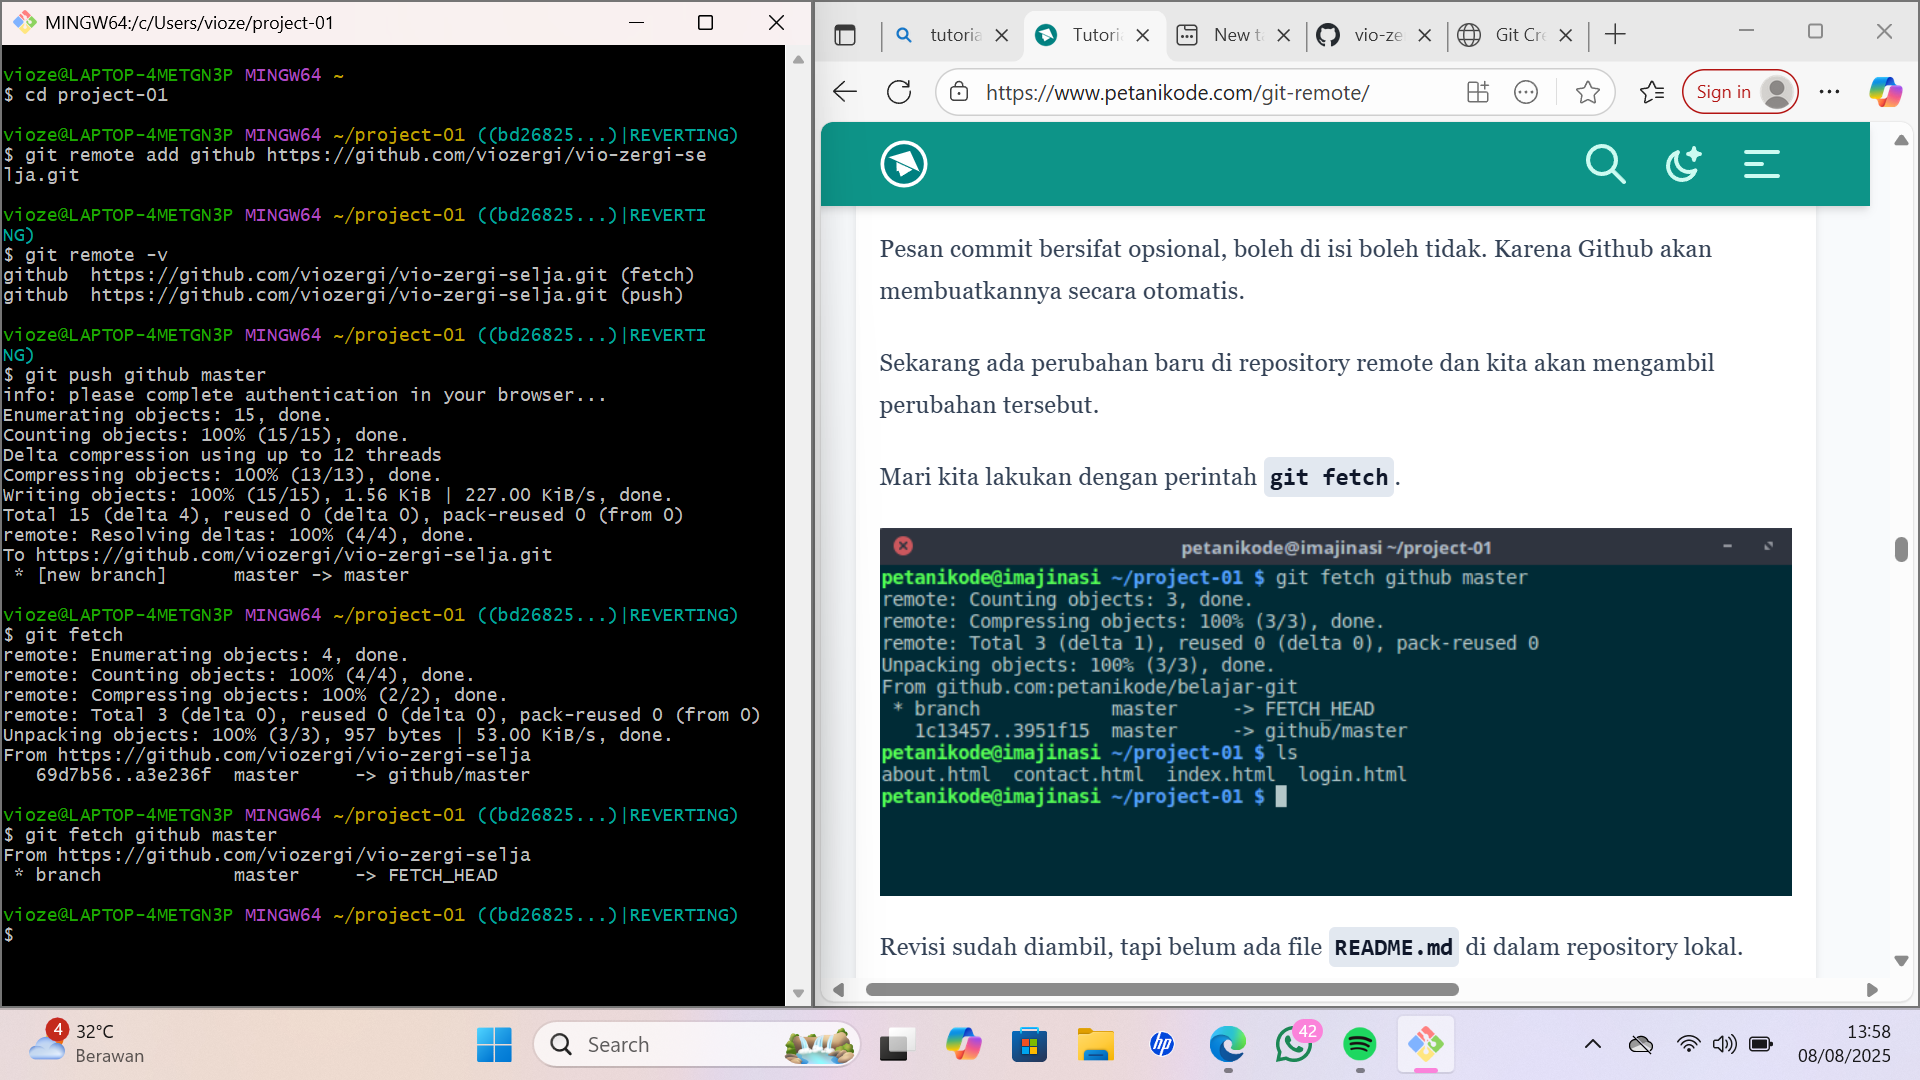 MINGW64:/c/Users/vioze/project-01
vioze@LAPTOP-4METGN3P MINGW64 ~
$ cd project-01
vioze@LAPTOP-4METGN3P MINGW64 ~/project-01 ((bd26825...)|REVERTING)
$ git remote add github https://github.com/viozergi/vio-zergi-se
lja.git
vioze@LAPTOP-4METGN3P MINGW64 ~/project-01 ((bd26825...)|REVERTI
NG)
$ git remote -v
github  https://github.com/viozergi/vio-zergi-selja.git (fetch)
github  https://github.com/viozergi/vio-zergi-selja.git (push)
vioze@LAPTOP-4METGN3P MINGW64 ~/project-01 ((bd26825...)|REVERTI
NG)
$ git push github master
info: please complete authentication in your browser...
Enumerating objects: 15, done.
Counting objects: 100% (15/15), done.
Delta compression using up to 12 threads
Compressing objects: 100% (13/13), done.
Writing objects: 100% (15/15), 1.56 KiB | 227.00 KiB/s, done.
Total 15 (delta 4), reused 0 (delta 0), pack-reused 0 (from 0)
remote: Resolving deltas: 100% (4/4), done.
To https://github.com/viozergi/vio-zergi-selja.git
 * [new branch]      master -> master
vioze@LAPTOP-4METGN3P MINGW64 ~/project-01 ((bd26825...)|REVERTING)
$ git fetch
remote: Enumerating objects: 4, done.
remote: Counting objects: 100% (4/4), done.
remote: Compressing objects: 100% (2/2), done.
remote: Total 3 (delta 0), reused 0 (delta 0), pack-reused 0 (from 0)
Unpacking objects: 100% (3/3), 957 bytes | 53.00 KiB/s, done.
From https://github.com/viozergi/vio-zergi-selja
   69d7b56..a3e236f  master     -> github/master
vioze@LAPTOP-4METGN3P MINGW64 ~/project-01 ((bd26825...)|REVERTING)
$ git fetch github master
From https://github.com/viozergi/vio-zergi-selja
 * branch            master     -> FETCH_HEAD
vioze@LAPTOP-4METGN3P MINGW64 ~/project-01 ((bd26825...)|REVERTING)
$
tutoria Tutori New ta vio-ze Git Cre
https://www.petanikode.com/git-remote/ Sign in
Pesan commit bersifat opsional, boleh di isi boleh tidak. Karena Github akan
membuatkannya secara otomatis.
Sekarang ada perubahan baru di repository remote dan kita akan mengambil
perubahan tersebut.
Mari kita lakukan dengan perintah git fetch.
petanikode@imajinasi ~/project-01
petanikode@imajinasi ~/project-01 $ git fetch github master
remote: Counting objects: 3, done.
remote: Compressing objects: 100% (3/3), done.
remote: Total 3 (delta 1), reused 0 (delta 0), pack-reused 0
Unpacking objects: 100% (3/3), done.
From github.com:petanikode/belajar-git
 * branch            master     -> FETCH_HEAD
   1c13457..3951f15  master     -> github/master
petanikode@imajinasi ~/project-01 $ ls
about.html  contact.html  index.html  login.html
petanikode@imajinasi ~/project-01 $
Revisi sudah diambil, tapi belum ada file README.md di dalam repository lokal.
4
32°C
Berawan
Search
hp
42
13:58
08/08/2025